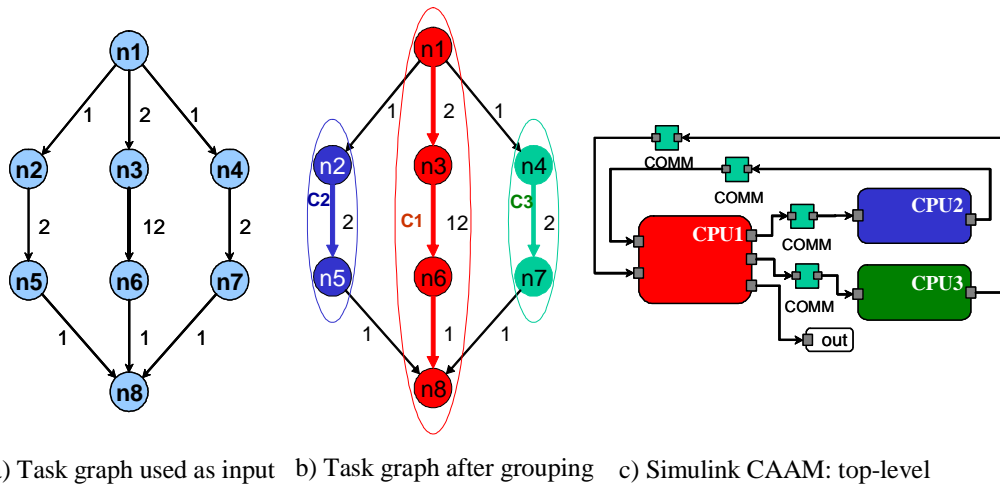 n1
1
2
1
n2
n3
n4
2
12
2
n5
n6
n7
1
1
1
n8
n1
1
2
1
n2
n3
n4
C2
2
C1
12
C3
2
n5
n6
n7
1
1
1
n8
COMM
COMM
CPU1
COMM
CPU2
COMM
CPU3
out
) Task graph used as input
b) Task graph after grouping
c) Simulink CAAM: top-level